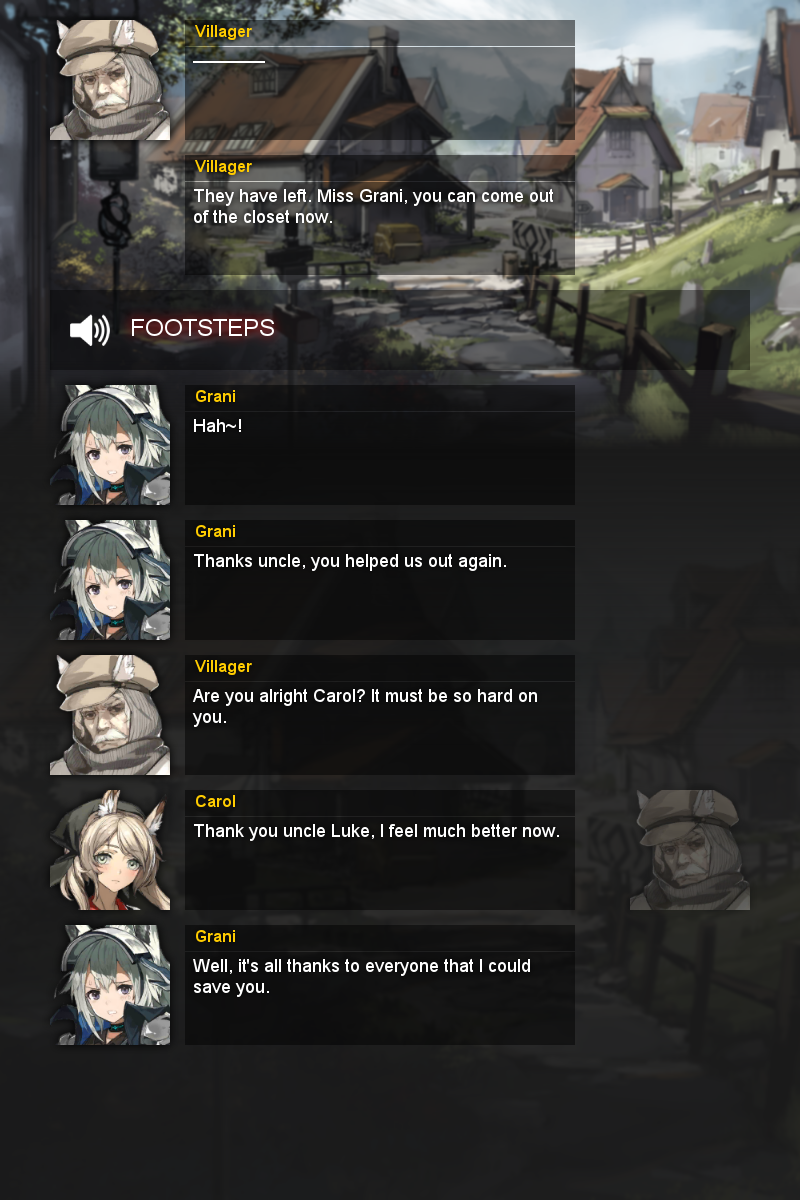 Villager
————
Villager
They have left. Miss Grani, you can come out
of the closet now.
FOOTSTEPS
Grani
Hah~!
Grani
Thanks uncle, you helped us out again.
Villager
Are you alright Carol? It must be so hard on
you.
Carol
Thank you uncle Luke, I feel much better now.
Grani
Well, it's all thanks to everyone that I could
save you.